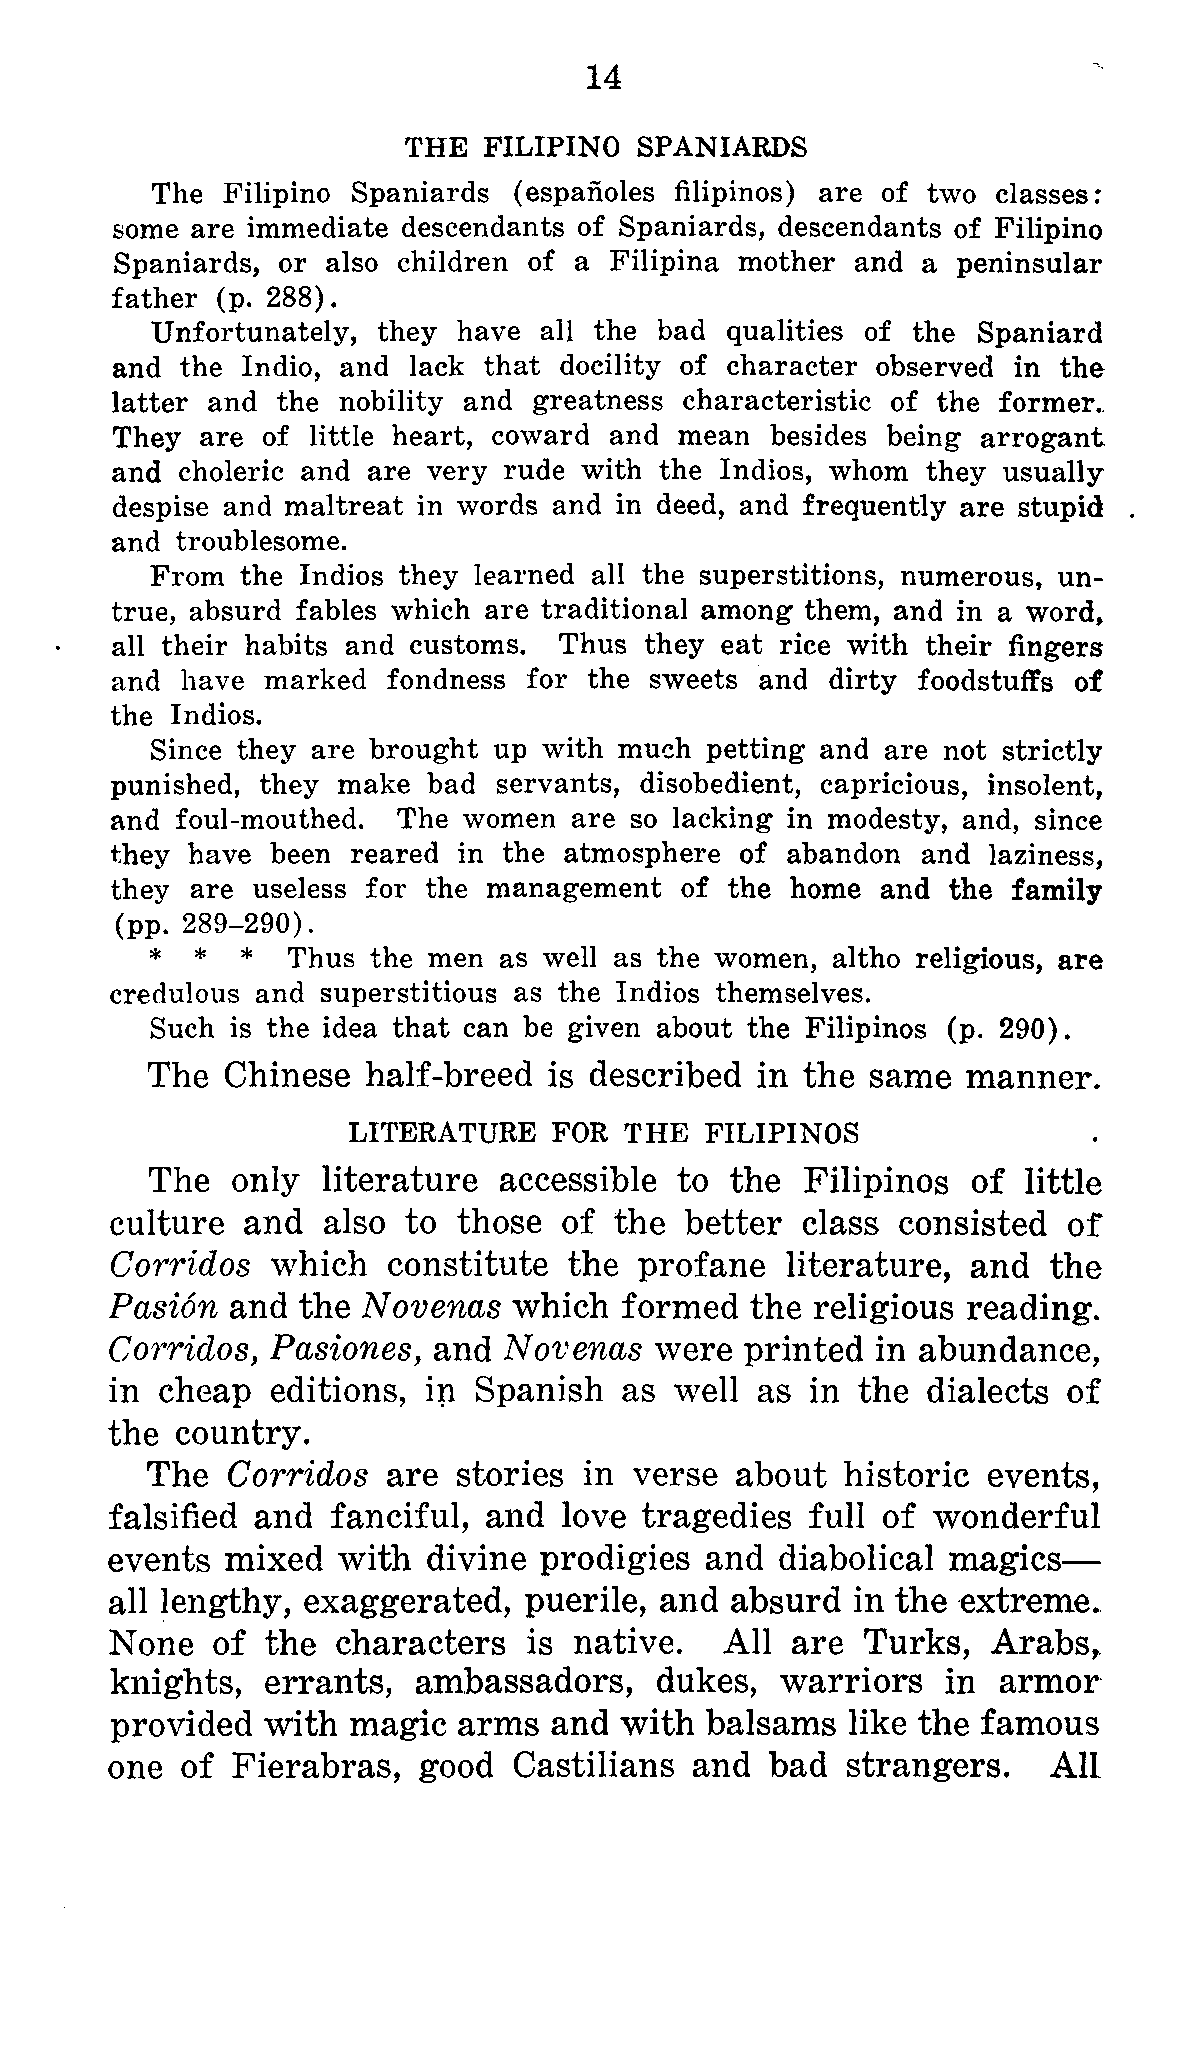 14
THE FILIPINO SPANIARDS
The Filipino Spaniards (españoles filipinos) are of two classes:
some are immediate descendants of Spaniards, descendants of Filipino
Spaniards, or also children of a Filipina mother and a peninsular
father (p. 288).
Unfortunately, they have all the bad qualities of the Spaniard
and the Indio, and lack that docility of character observed in the
latter and the nobility and greatness characteristic of the former.
They are of little heart, coward and mean besides being arrogant
and choleric and are very rude with the Indios, whom they usually
despise and maltreat in words and in deed, and frequently are stupid
and troublesome.
From the Indios they learned all the superstitions, numerous, un-
true, absurd fables which are traditional among them, and in a word,
all their habits and customs. Thus they eat rice with their fingers
and have marked fondness for the sweets and dirty foodstuffs of
the Indios.
Since they are brought up with much petting and are not strictly
punished, they make bad servants, disobedient, capricious, insolent,
and foul-mouthed. The women are so lacking in modesty, and, since
they have been reared in the atmosphere of abandon and laziness,
they are useless for the management of the home and the family
(pp. 289–290).
* * * Thus the men as well as the women, altho religious, are
credulous and superstitious as the Indios themselves.
Such is the idea that can be given about the Filipinos (p. 290).
The Chinese half-breed is described in the same manner.
LITERATURE FOR THE FILIPINOS
The only literature accessible to the Filipinos of little
culture and also to those of the better class consisted of
Corridos which constitute the profane literature, and the
Pasión and the Novenas which formed the religious reading.
Corridos, Pasiones, and Novenas were printed in abundance,
in cheap editions, in Spanish as well as in the dialects of
the country.
The Corridos are stories in verse about historic events,
falsified and fanciful, and love tragedies full of wonderful
events mixed with divine prodigies and diabolical magics—
all lengthy, exaggerated, puerile, and absurd in the extreme.
None of the characters is native. All are Turks, Arabs,
knights, errants, ambassadors, dukes, warriors in armor
provided with magic arms and with balsams like the famous
one of Fierabras, good Castilians and bad strangers. All